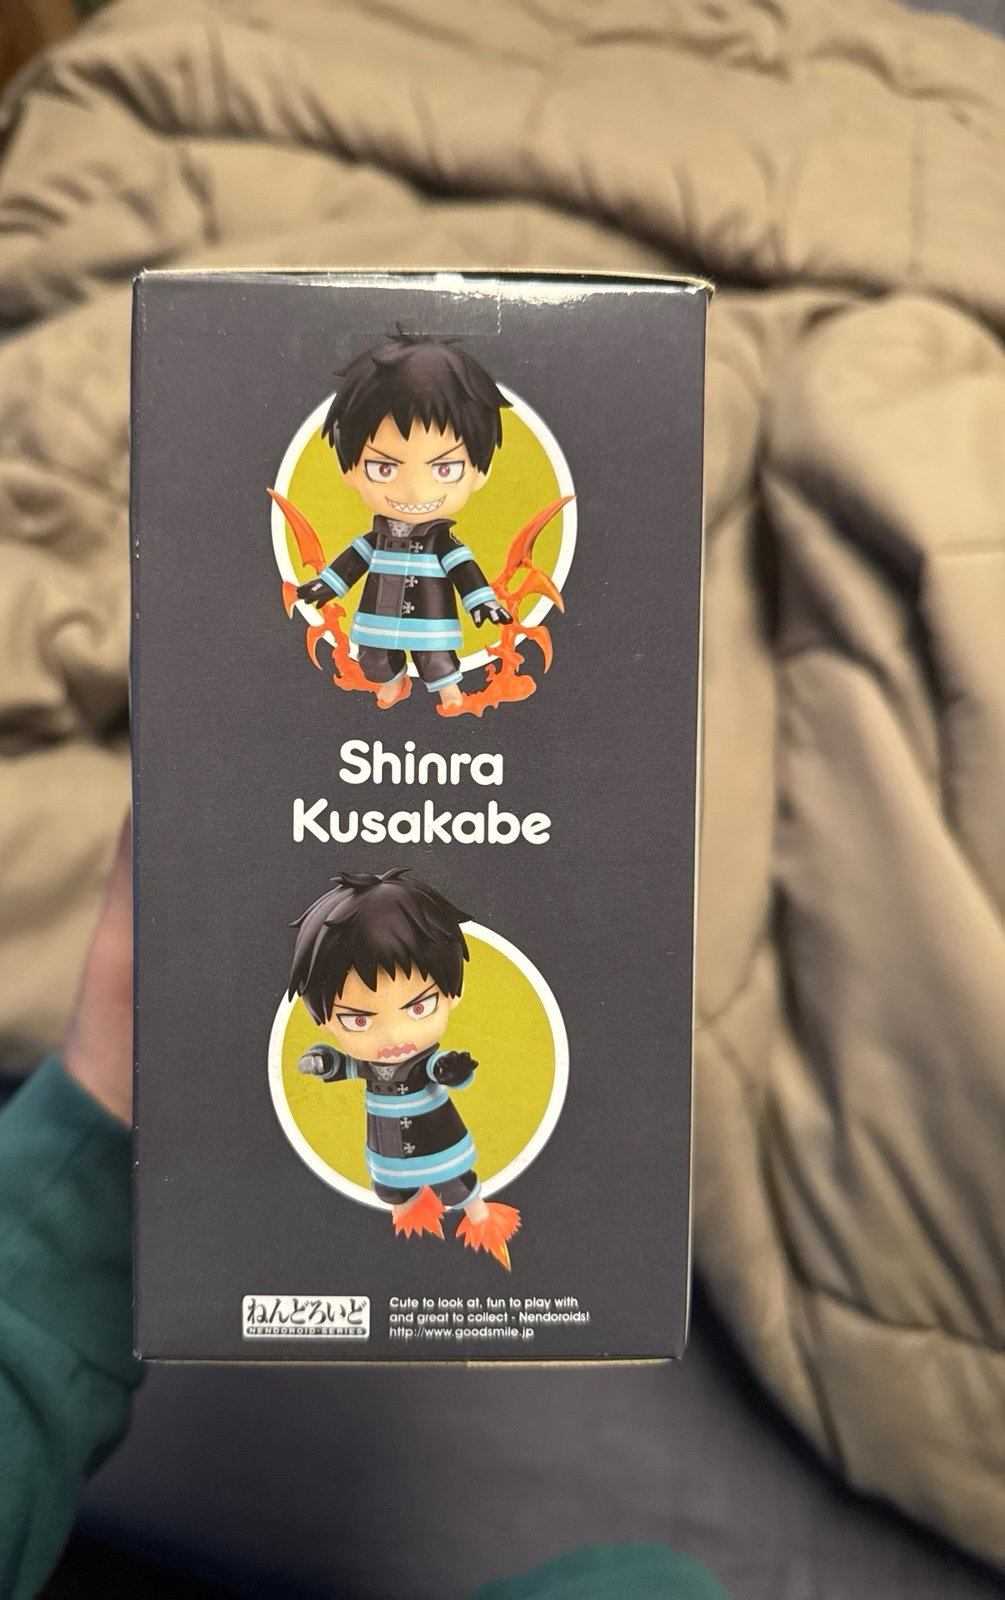 Shinra
Kusakabe
ねんどろいど
NENDOROID SERIES
Cute to look at, fun to play with
and great to collect - Nendoroids!
http://www.goodsmile.jp